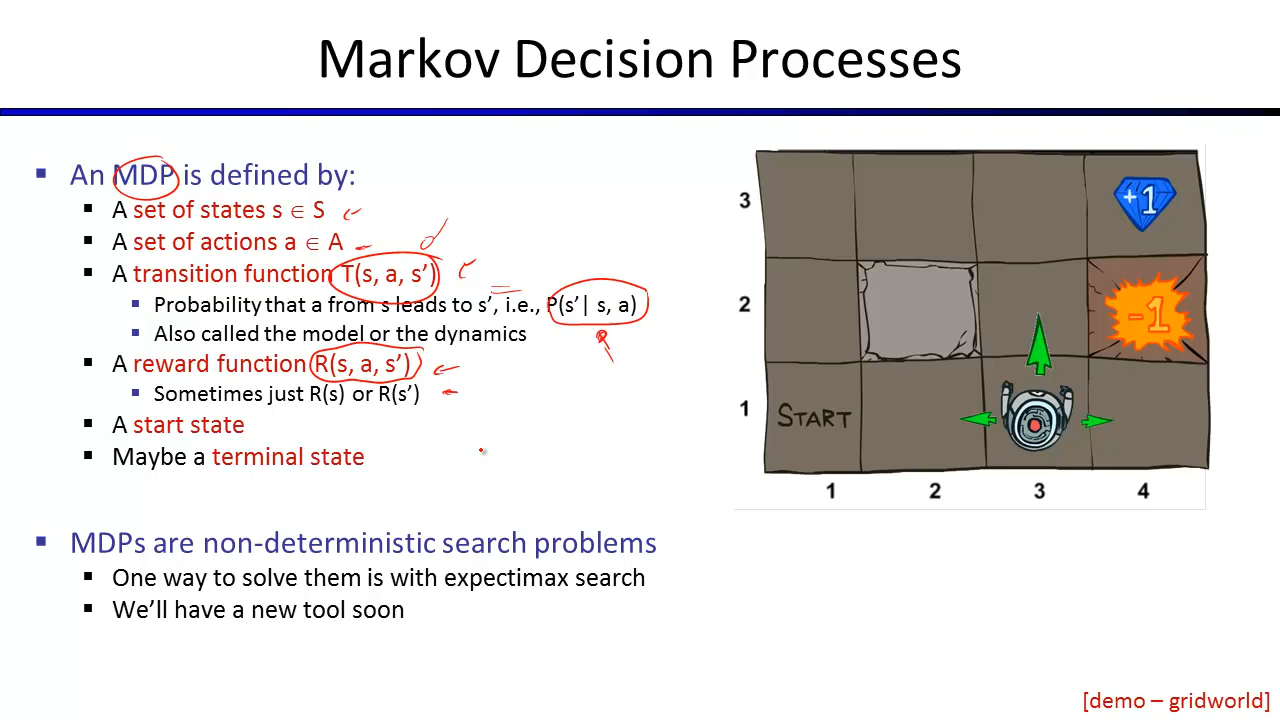 Markov Decision Processes
An MDP is defined by:
A set of states s ∈ S
A set of actions a ∈ A
A transition function T(s, a, s’)
Probability that a from s leads to s’, i.e., P(s’| s, a)
Also called the model or the dynamics
A reward function R(s, a, s’)
Sometimes just R(s) or R(s’)
A start state
Maybe a terminal state
MDPs are non-deterministic search problems
One way to solve them is with expectimax search
We’ll have a new tool soon
3
+1
2
-1
1
START
1 2 3 4
[demo – gridworld]